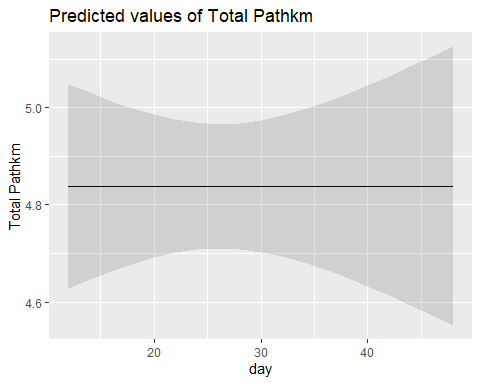 Predicted values of Total Pathkm
Total Pathkm
5.0
4.8
4.6
20 30 40
day